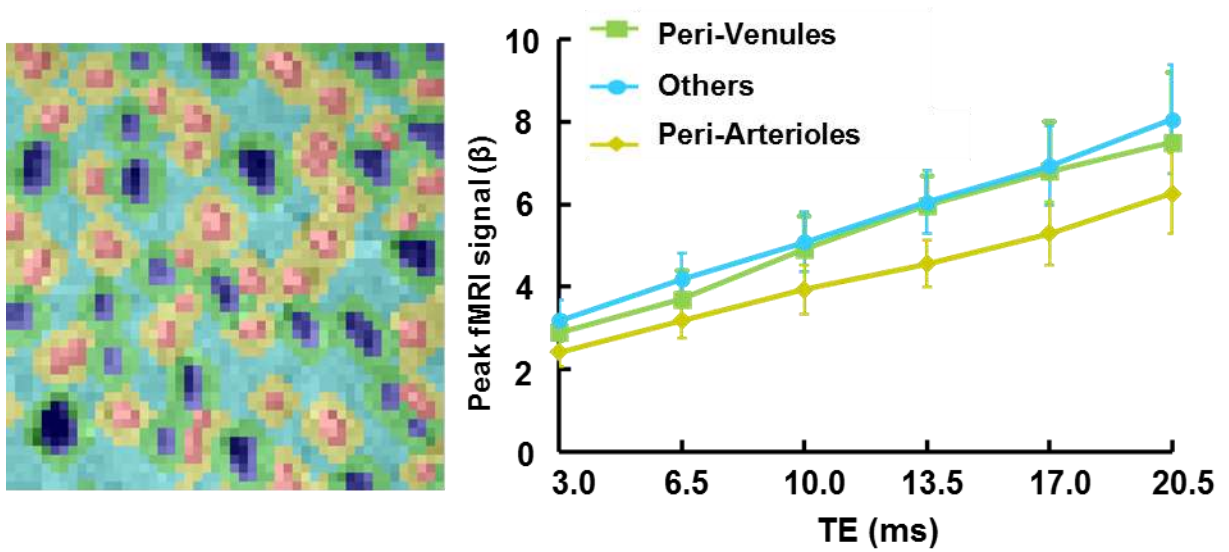 Peak fMRI signal (β)
10
8
6
4
2
0
Peri-Venules
Others
Peri-Arterioles
3.0 6.5 10.0 13.5 17.0 20.5
TE (ms)